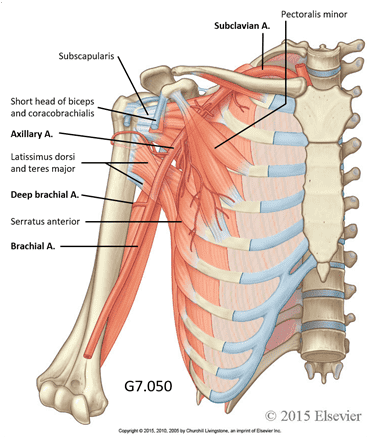 Pectoralis minor
Subclavian A.
Subscapularis
Short head of biceps
and coracobrachialis
Axillary A.
Latissimus dorsi
and teres major
Deep brachial A.
Serratus anterior
Brachial A.
G7.050
© 2015 Elsevier
Copyright © 2015, 2010, 2005 by Churchill Livingstone, an imprint of Elsevier Inc.